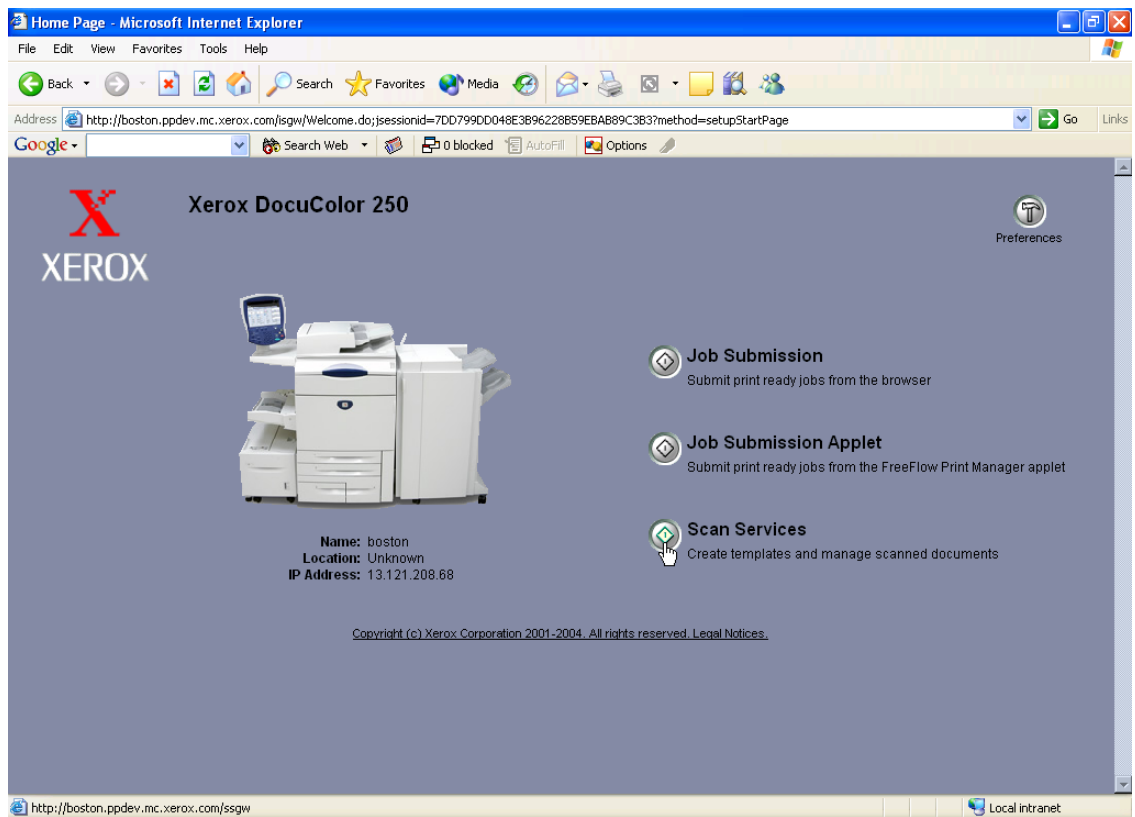 Home Page - Microsoft Internet Explorer
File Edit View Favorites Tools Help
Back Search Favorites Media
Address http://boston.ppdev.mc.xerox.com/isgw/Welcome.do;jsessionid=7DD799DD048E3B96228B59EBAB89C3B3?method=setupStartPage Go Links
Google Search Web 0 blocked AutoFill Options
X
XEROX
Xerox DocuColor 250
Preferences
Job Submission
Submit print ready jobs from the browser
Job Submission Applet
Submit print ready jobs from the FreeFlow Print Manager applet
Scan Services
Create templates and manage scanned documents
Name: boston
Location: Unknown
IP Address: 13.121.208.68
Copyright (c) Xerox Corporation 2001-2004. All rights reserved. Legal Notices.
http://boston.ppdev.mc.xerox.com/ssgw Local intranet